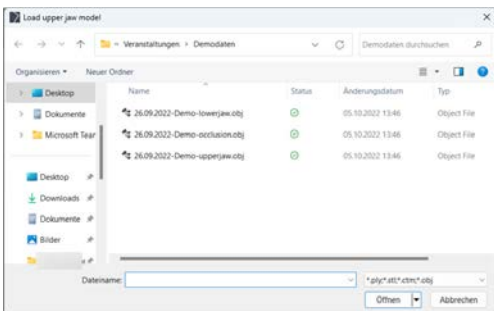 Load upper jaw model
« Veranstaltungen › Demodaten
Demodaten durchsuchen
Organisieren
Neuer Ordner
Name
Status
Änderungsdatum
Typ
Desktop
Dokumente
Microsoft Tear
26.09.2022-Demo-lowerjaw.obj
05.10.2022 13:46
Object File
26.09.2022-Demo-occlusion.obj
05.10.2022 13:46
Object File
26.09.2022-Demo-upperjaw.obj
05.10.2022 13:46
Object File
Desktop
Downloads
Dokumente
Bilder
Dateiname:
*.ply;*.stl;*.ctm;*.obj
Öffnen
Abbrechen